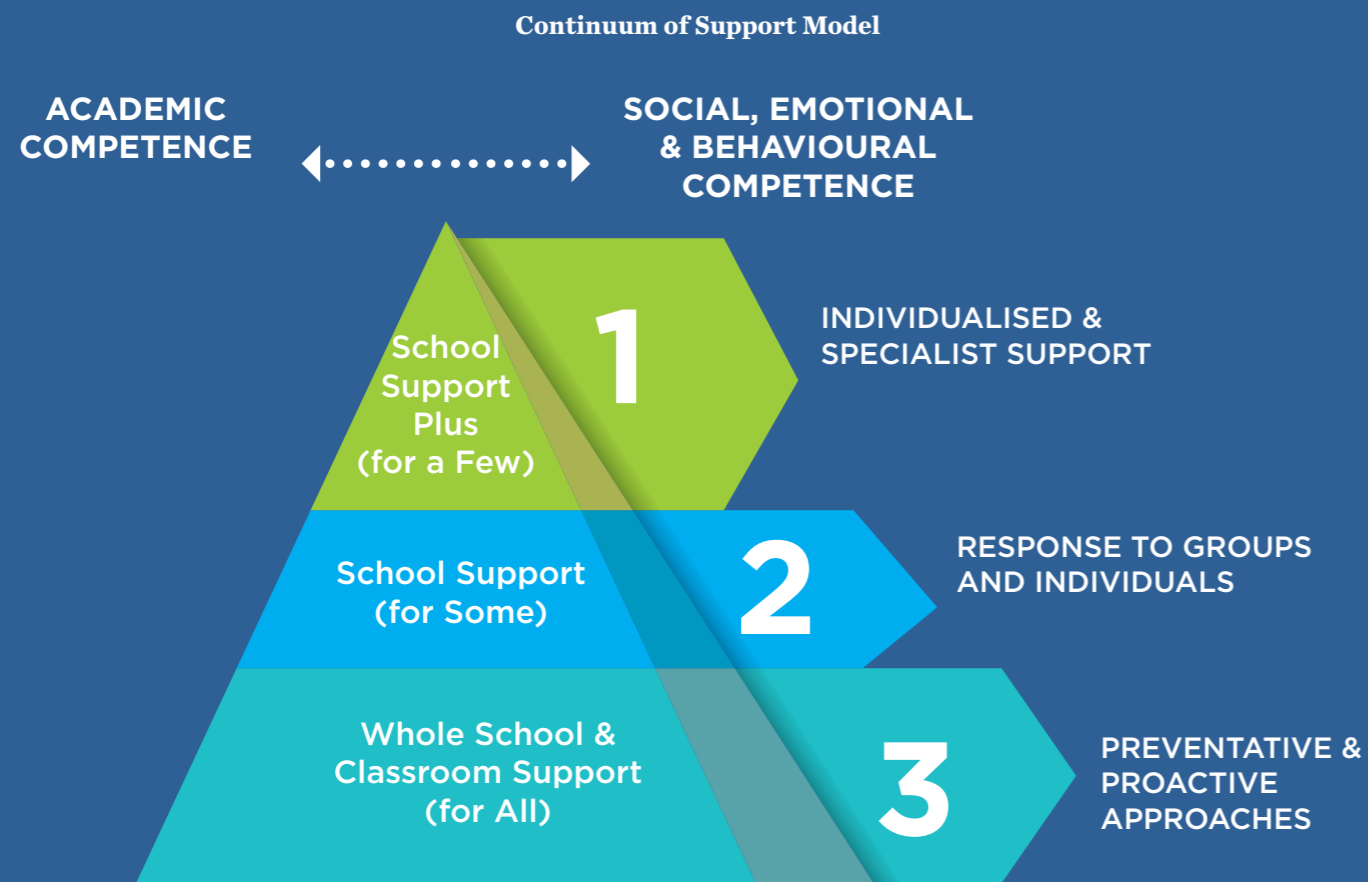 Continuum of Support Model
ACADEMIC
COMPETENCE
SOCIAL, EMOTIONAL
& BEHAVIOURAL
COMPETENCE
School
Support
Plus
(for a Few)
1
INDIVIDUALISED &
SPECIALIST SUPPORT
School Support
(for Some)
2
RESPONSE TO GROUPS
AND INDIVIDUALS
Whole School &
Classroom Support
(for All)
3
PREVENTATIVE &
PROACTIVE
APPROACHES